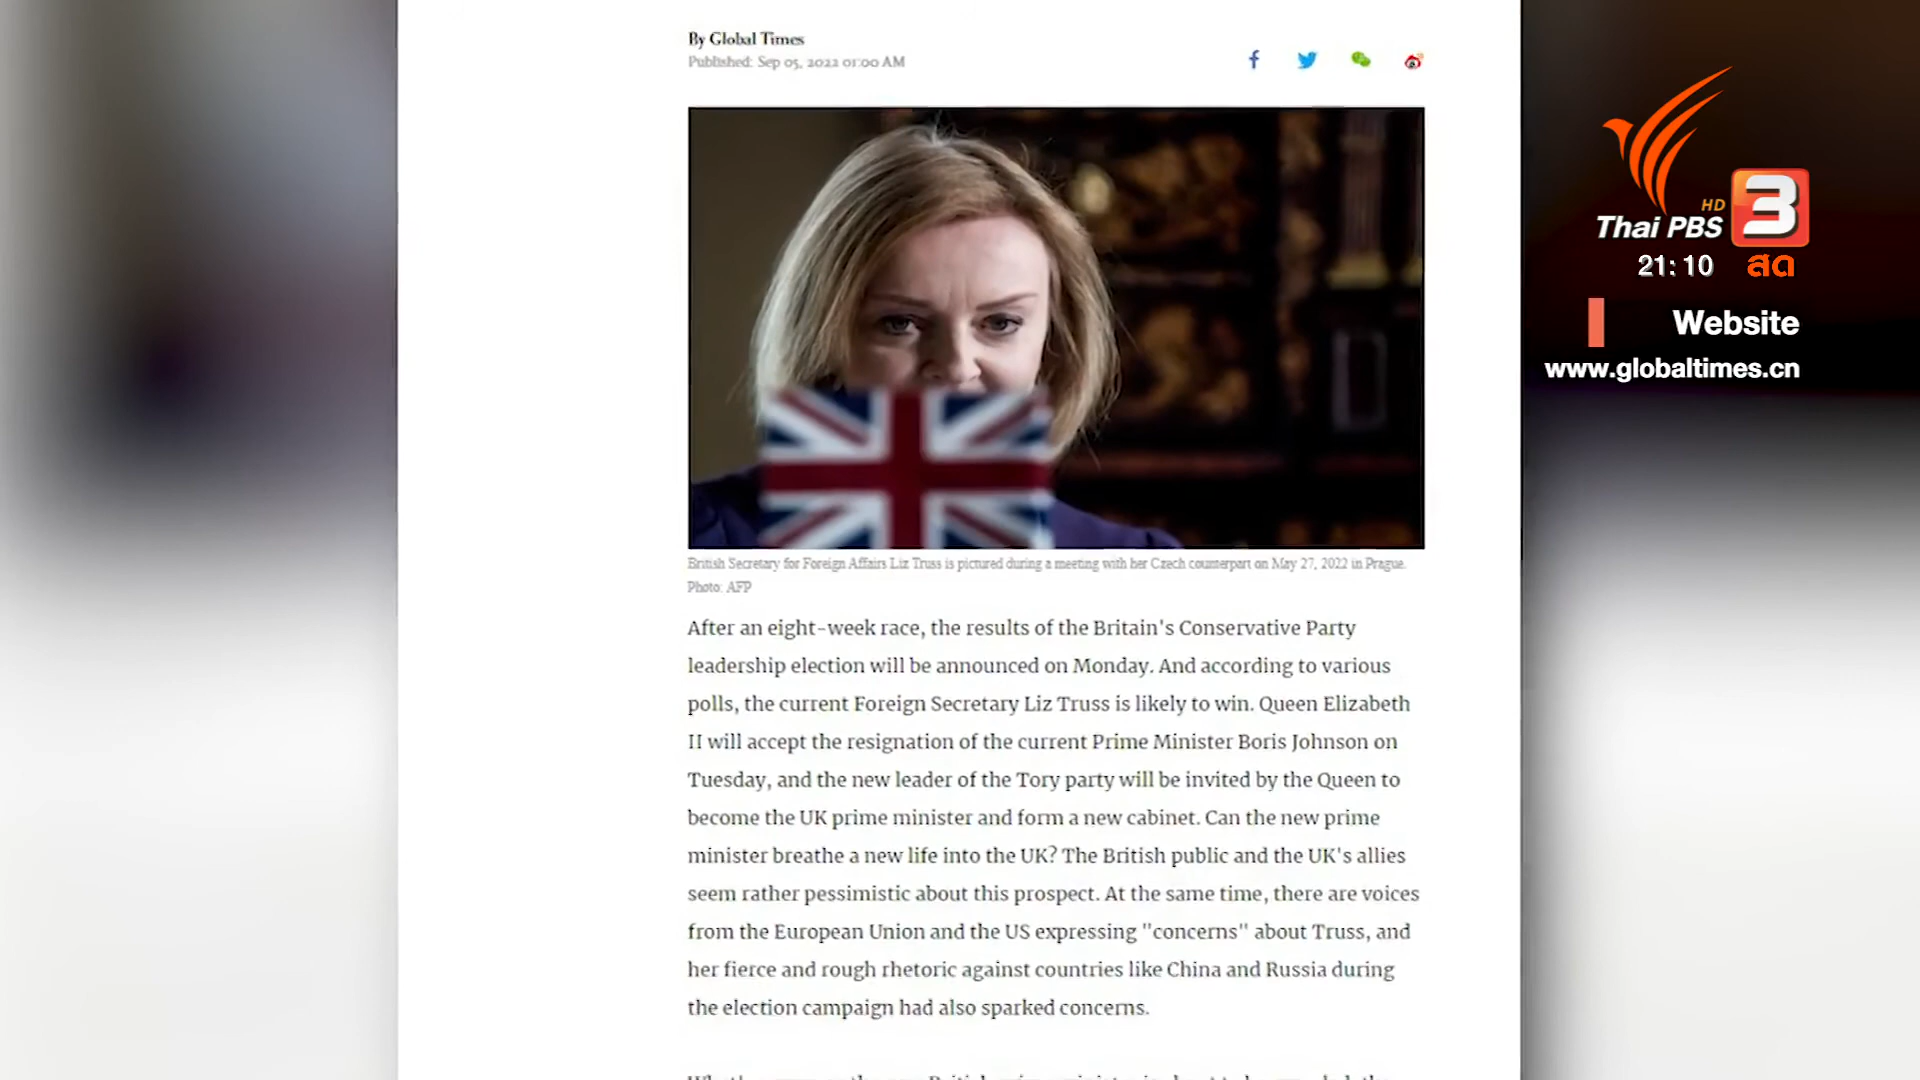 By Global Times
Published: Sep 05, 2022 01:00 AM
HD
Thai PBS
3
21:10 สด
Website
www.globaltimes.cn
British Secretary for Foreign Affairs Liz Truss is pictured during a meeting with her Czech counterpart on May 27, 2022 in Prague.
Photo: AFP
After an eight-week race, the results of the Britain's Conservative Party
leadership election will be announced on Monday. And according to various
polls, the current Foreign Secretary Liz Truss is likely to win. Queen Elizabeth
II will accept the resignation of the current Prime Minister Boris Johnson on
Tuesday, and the new leader of the Tory party will be invited by the Queen to
become the UK prime minister and form a new cabinet. Can the new prime
minister breathe a new life into the UK? The British public and the UK's allies
seem rather pessimistic about this prospect. At the same time, there are voices
from the European Union and the US expressing "concerns" about Truss, and
her fierce and rough rhetoric against countries like China and Russia during
the election campaign had also sparked concerns.